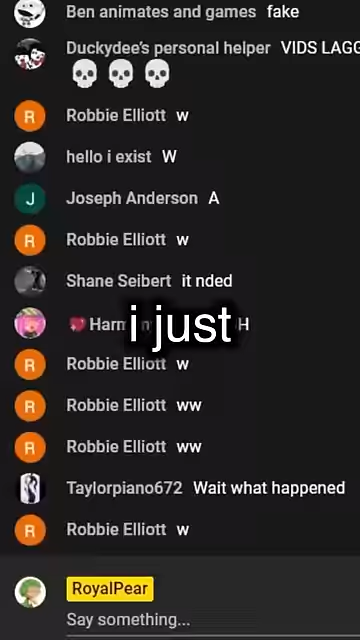 Ben animates and games fake
Duckydee's personal helper VIDS LAGG
💀💀💀
Robbie Elliott w
hello i exist W
J Joseph Anderson A
R Robbie Elliott w
Shane Seibert it nded
i just
R Robbie Elliott w
R Robbie Elliott ww
R Robbie Elliott ww
Taylorpiano672 Wait what happened
R Robbie Elliott w
RoyalPear
Say something...